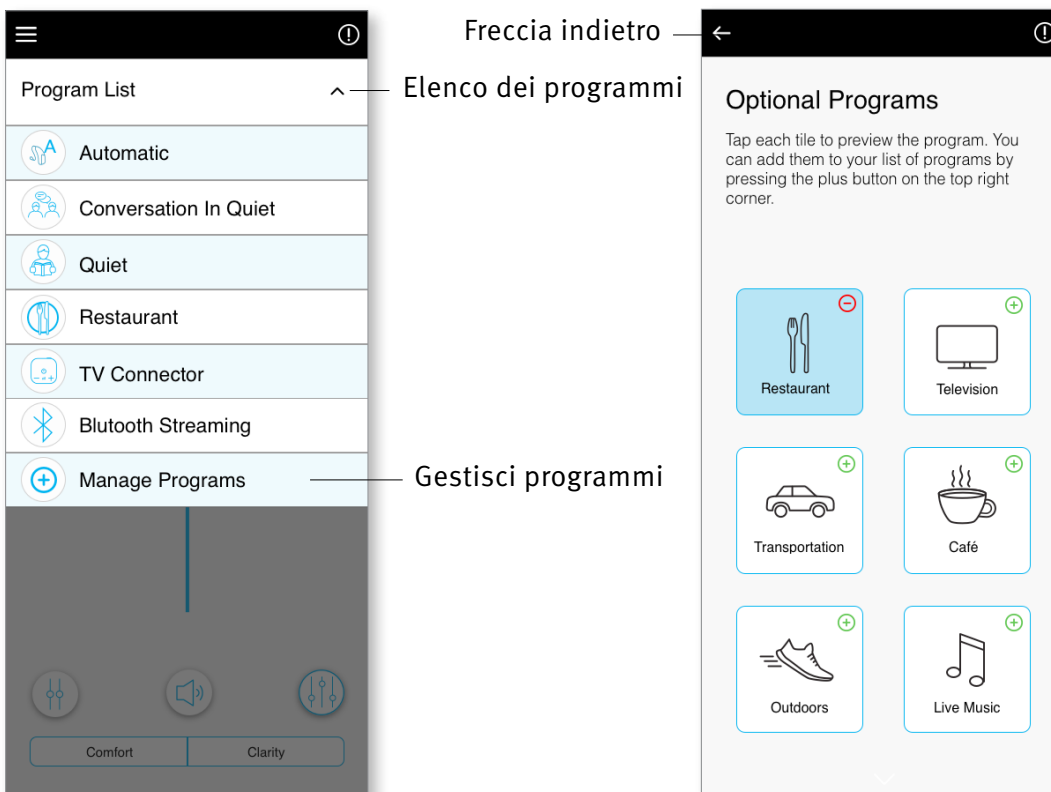 Program List
Automatic
Conversation In Quiet
Quiet
Restaurant
TV Connector
Blutooth Streaming
Manage Programs
Comfort
Clarity
Freccia indietro
Elenco dei programmi
Gestisci programmi
Optional Programs
Tap each tile to preview the program. You
can add them to your list of programs by
pressing the plus button on the top right
corner.
Restaurant
Television
Transportation
Café
Outdoors
Live Music